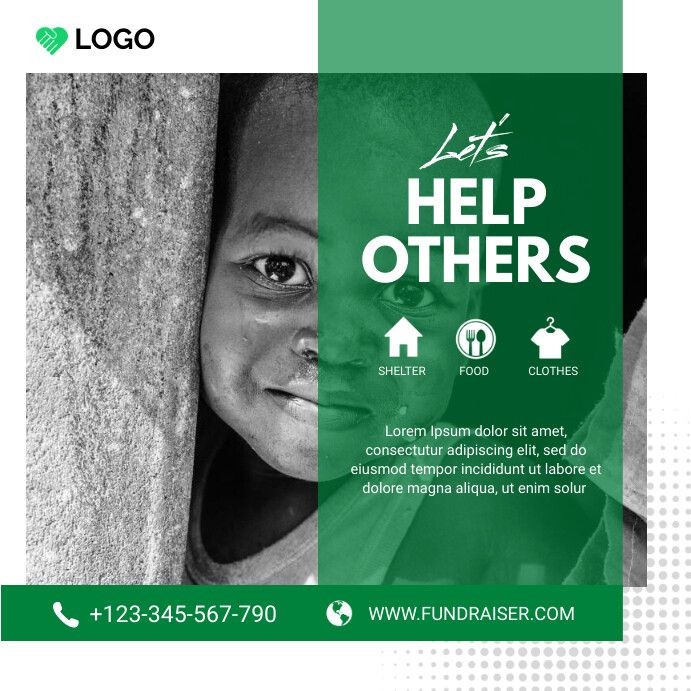 LOGO
Let's
HELP
OTHERS
SHELTER FOOD CLOTHES
Lorem Ipsum dolor sit amet,
consectutur adipiscing elit, sed do
eiusmod tempor incididunt ut labore et
dolore magna aliqua, ut enim solur
+123-345-567-790 WWW.FUNDRAISER.COM